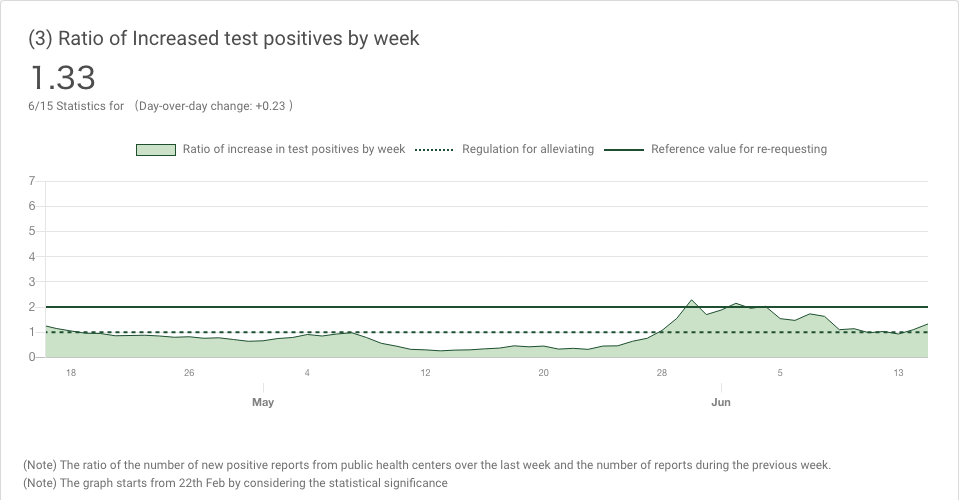 (3) Ratio of Increased test positives by week
1.33
6/15 Statistics for （Day-over-day change: +0.23 ）
Ratio of increase in test positives by week Regulation for alleviating Reference value for re-requesting
7
6
5
4
3
2
1
0
18 26 4 12 20 28 5 13
May Jun
(Note) The ratio of the number of new positive reports from public health centers over the last week and the number of reports during the previous week.
(Note) The graph starts from 22th Feb by considering the statistical significance